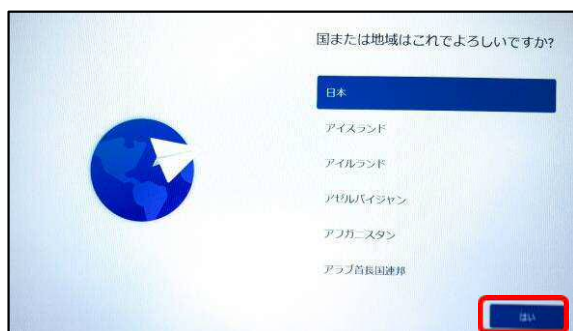 国または地域はこれでよろしいですか?
日本
アイスランド
アイルランド
アゼルバイジャン
アフガニスタン
アラブ首長国連邦
はい